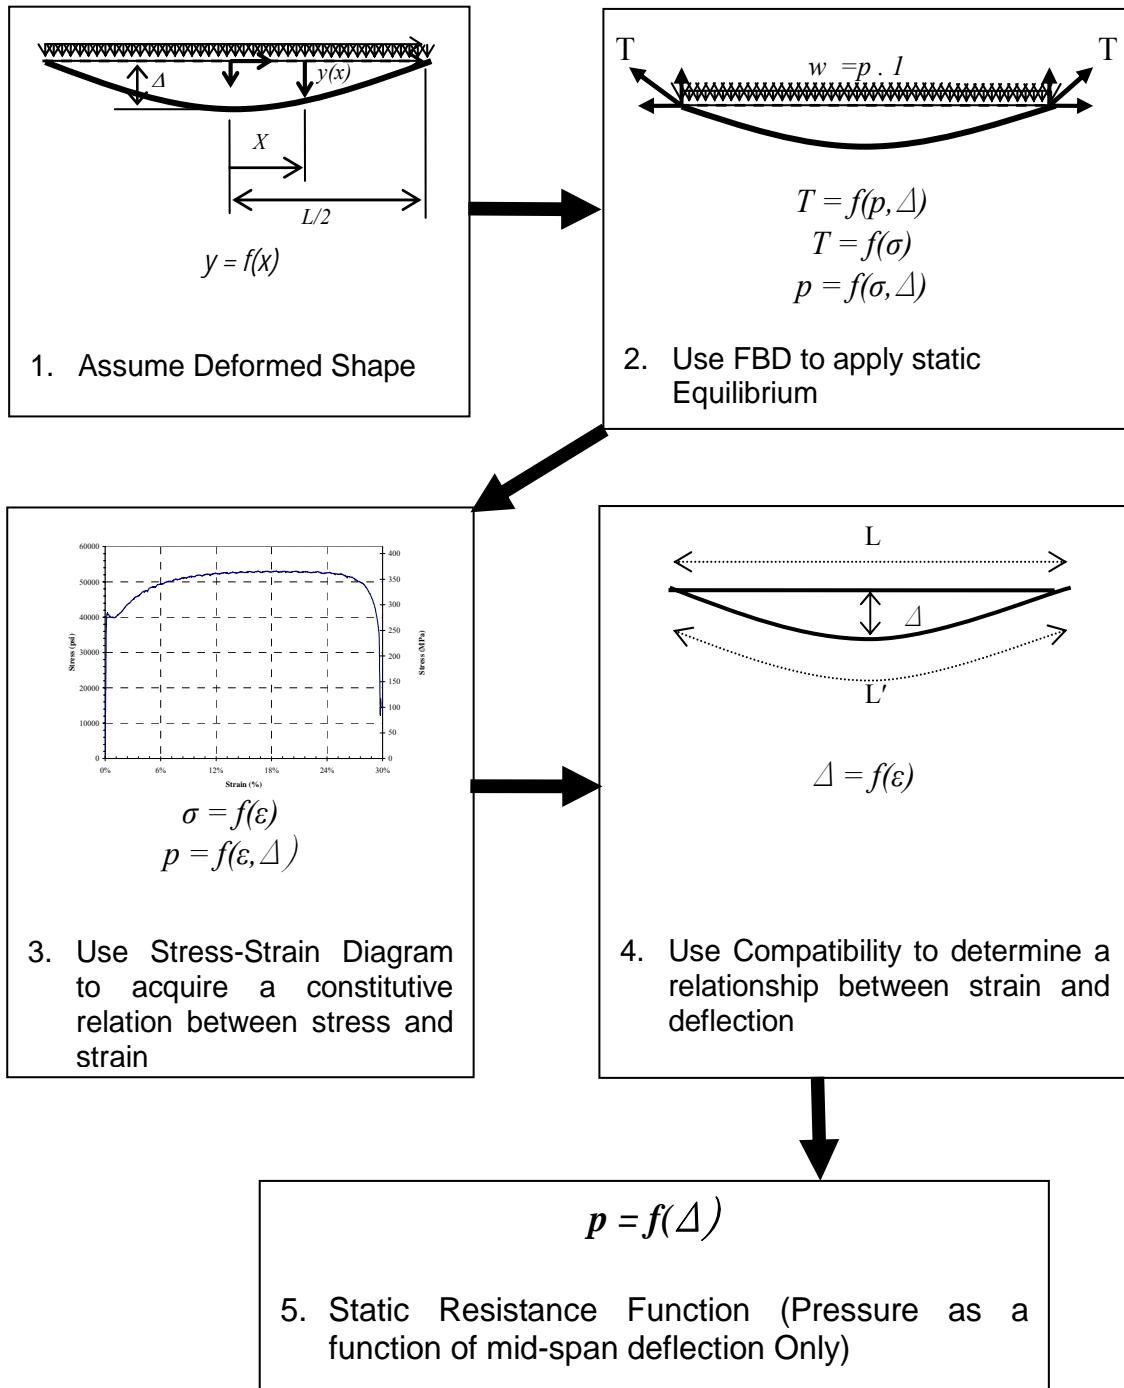 Δ
y(x)
X
L/2
y = f(x)
1. Assume Deformed Shape
T
T
w =p . 1
T = f(p,Δ)
T = f(σ)
p = f(σ,Δ)
2. Use FBD to apply static
Equilibrium
60000
50000
40000
30000
20000
10000
0
400
350
300
250
200
150
100
50
0
Stress (psi)
Stress (MPa)
0% 6% 12% 18% 24% 30%
Strain (%)
σ = f(ε)
p = f(ε,Δ)
3. Use Stress-Strain Diagram
to acquire a constitutive
relation between stress and
strain
L
Δ
L′
Δ = f(ε)
4. Use Compatibility to determine a
relationship between strain and
deflection
p = f(Δ)
5. Static Resistance Function (Pressure as a
function of mid-span deflection Only)